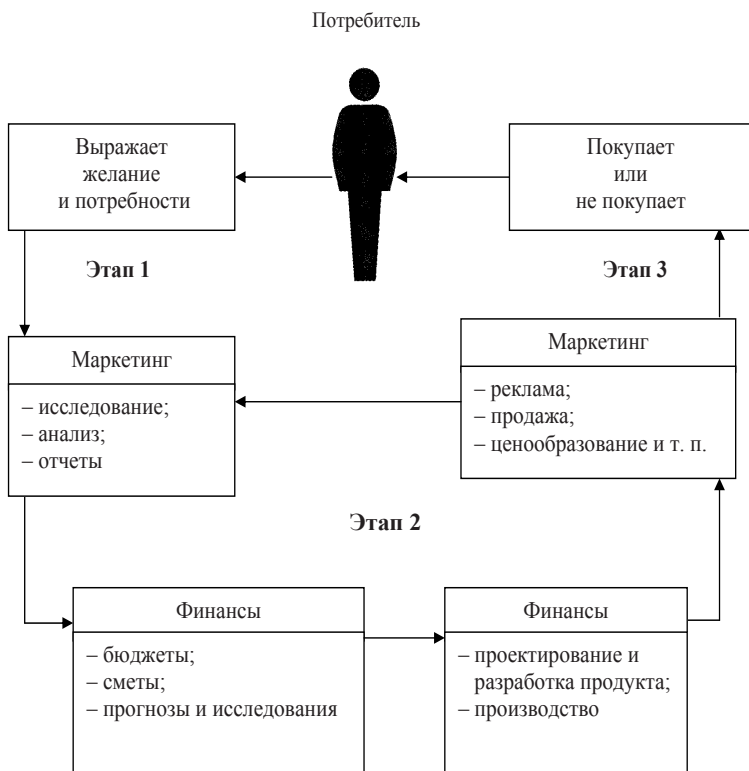 Потребитель
Выражает
желание
и потребности
Покупает
или
не покупает
Этап 1
Этап 3
Маркетинг
– исследование;
– анализ;
– отчеты
Маркетинг
– реклама;
– продажа;
– ценообразование и т. п.
Этап 2
Финансы
– бюджеты;
– сметы;
– прогнозы и исследования
Финансы
– проектирование и
разработка продукта;
– производство